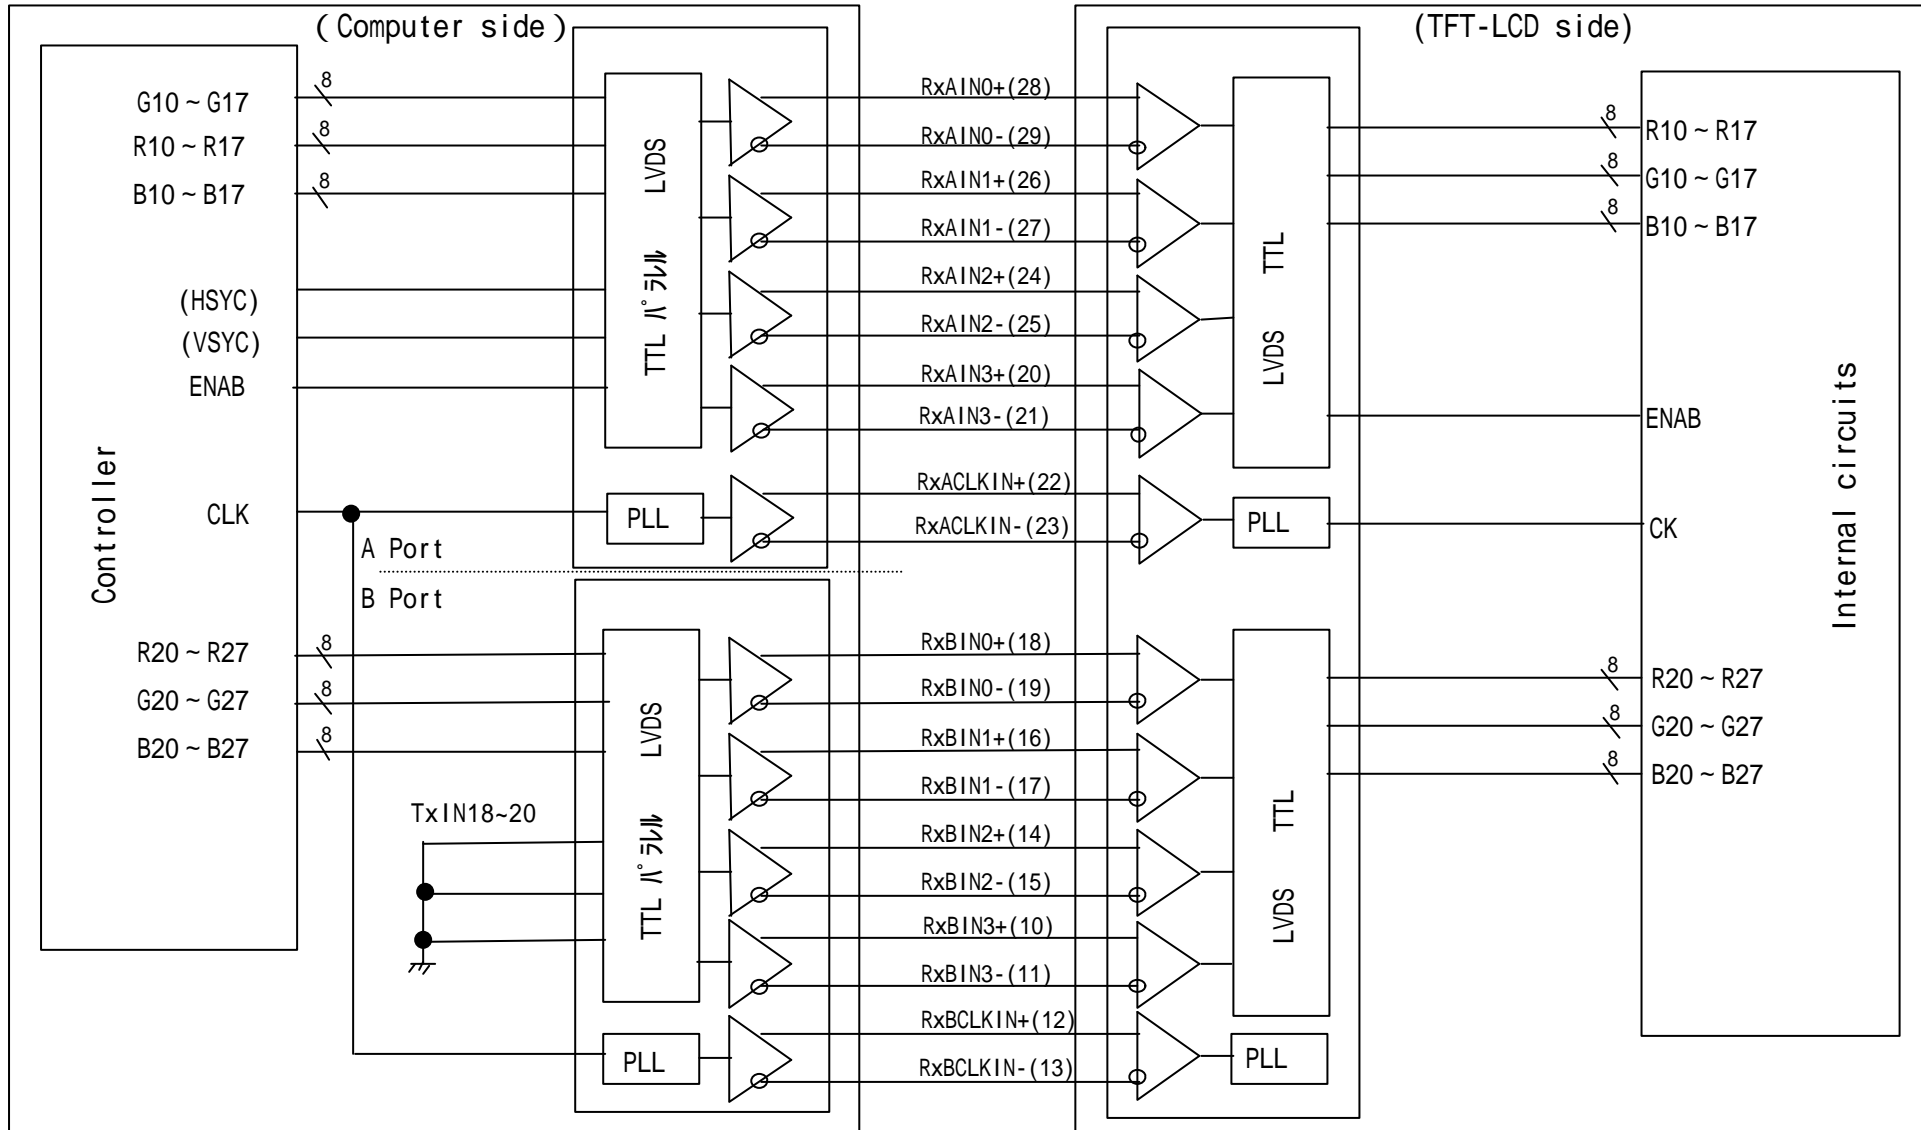 (Computer side)
(TFT-LCD side)
Controller
G10 ~ G17
8
R10 ~ R17
8
B10 ~ B17
8
(HSYC)
(VSYC)
ENAB
CLK
A Port
B Port
R20 ~ R27
8
G20 ~ G27
8
B20 ~ B27
8
TxIN18~20
TTL パラレル LVDS
PLL
TTL パラレル LVDS
PLL
RxAIN0+(28)
RxAIN0-(29)
RxAIN1+(26)
RxAIN1-(27)
RxAIN2+(24)
RxAIN2-(25)
RxAIN3+(20)
RxAIN3-(21)
RxACLKIN+(22)
RxACLKIN-(23)
RxBIN0+(18)
RxBIN0-(19)
RxBIN1+(16)
RxBIN1-(17)
RxBIN2+(14)
RxBIN2-(15)
RxBIN3+(10)
RxBIN3-(11)
RxBCLKIN+(12)
RxBCLKIN-(13)
LVDS TTL
PLL
LVDS TTL
PLL
8
R10 ~ R17
8
G10 ~ G17
8
B10 ~ B17
ENAB
CK
8
R20 ~ R27
8
G20 ~ G27
8
B20 ~ B27
Internal circuits